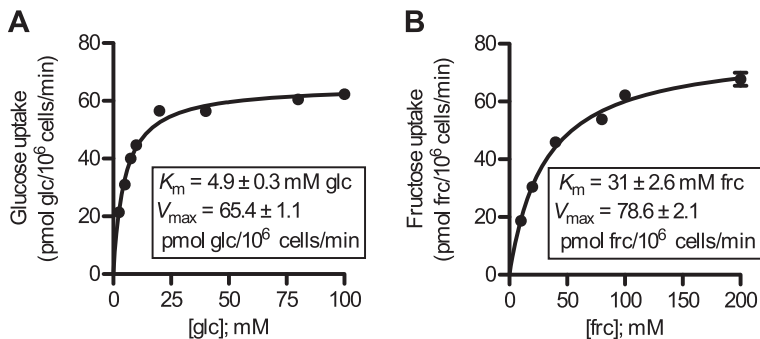 A
Glucose uptake
(pmol glc/10⁶ cells/min)
80
60
40
20
0
Kₘ = 4.9 ± 0.3 mM glc
Vₘₐₓ = 65.4 ± 1.1
pmol glc/10⁶ cells/min
0 25 50 75 100
[glc]; mM
B
Fructose uptake
(pmol frc/10⁶ cells/min)
80
60
40
20
0
Kₘ = 31 ± 2.6 mM frc
Vₘₐₓ = 78.6 ± 2.1
pmol frc/10⁶ cells/min
0 50 100 150 200
[frc]; mM